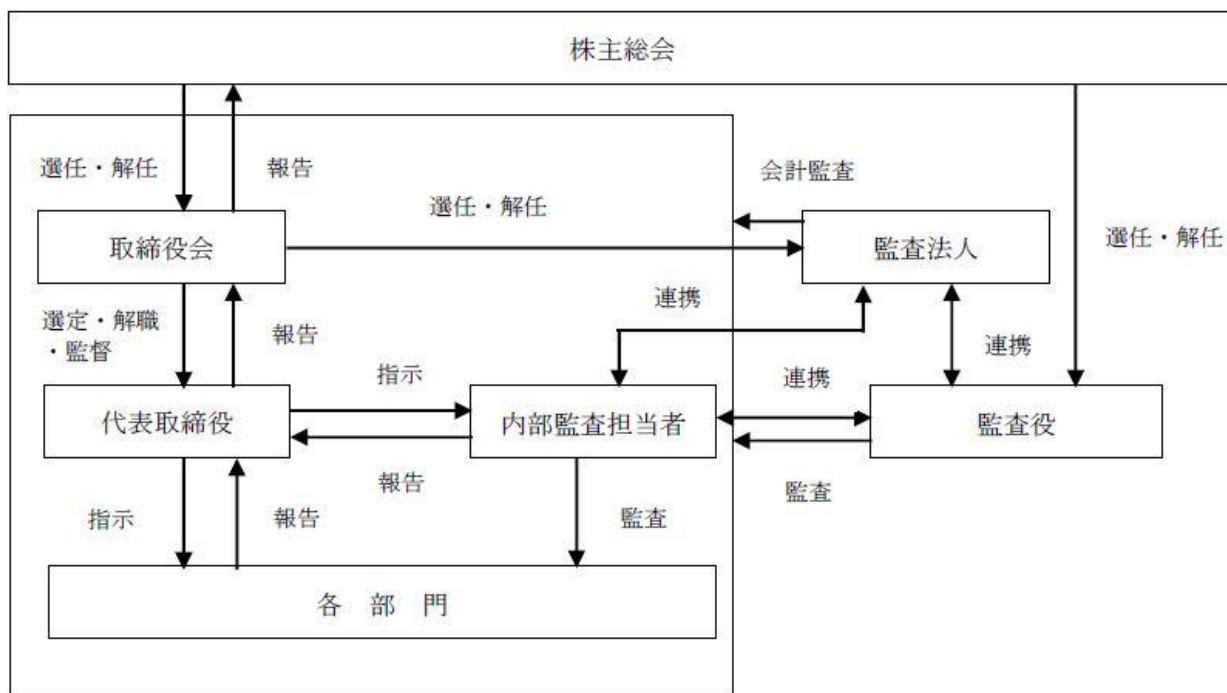 株主総会
選任・解任
報告
会計監査
選任・解任
取締役会
監査法人
選任・解任
連携
選定・解職
・監督
報告
連携
指示
連携
代表取締役
内部監査担当者
監査役
報告
監査
指示
報告
監査
各 部 門